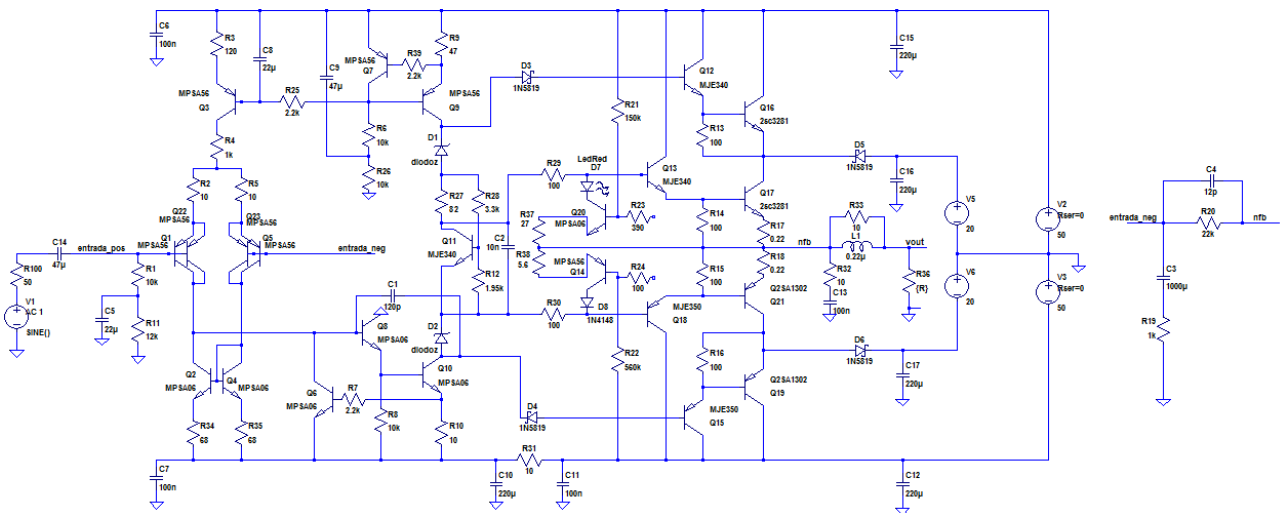 C6
100n
R3
120
C8
22µ
MPSA56
Q3
R25
2.2k
C9
47µ
MPSA56
Q7
R39
2.2k
R9
47
MPSA56
Q9
R6
10k
R26
10k
D1
diodoz
D3
1N5819
R21
150k
Q12
MJE340
R13
100
Q16
2sc3281
C15
220µ
R4
1k
R2
10
R5
10
Q22
MPSA56
Q23
MPSA56
Q1
MPSA56
Q5
MPSA56
entrada_pos
entrada_neg
C14
47µ
R100
50
V1
AC 1
SINE()
R1
10k
C5
22µ
R11
12k
R27
82
R28
3.3k
Q11
MJE340
C2
10n
R12
1.95k
R29
100
LedRed
D7
Q20
MPSA06
R23
390
R37
27
R38
5.6
MPSA56
Q14
R24
100
D8
1N4148
R30
100
R22
560k
Q13
MJE340
R14
100
R15
100
Q17
2sc3281
R17
0.22
R18
0.22
nfb
R33
10
L1
0.22µ
vout
R32
10
C13
100n
R36
{R}
D5
1N5819
C16
220µ
V5
20
V6
20
V2
Rser=0
50
V3
Rser=0
50
C4
12p
entrada_neg
R20
22k
nfb
C3
1000µ
R19
1k
Q2SA1302
Q21
MJE350
Q18
D6
1N5819
C17
220µ
R16
100
Q2SA1302
Q19
MJE350
Q15
C1
120p
Q8
MPSA06
D2
diodoz
Q10
MPSA06
D4
1N5819
Q2
MPSA06
Q4
MPSA06
Q6
MPSA06
R7
2.2k
R8
10k
R10
10
R34
68
R35
68
C7
100n
R31
10
C10
220µ
C11
100n
C12
220µ